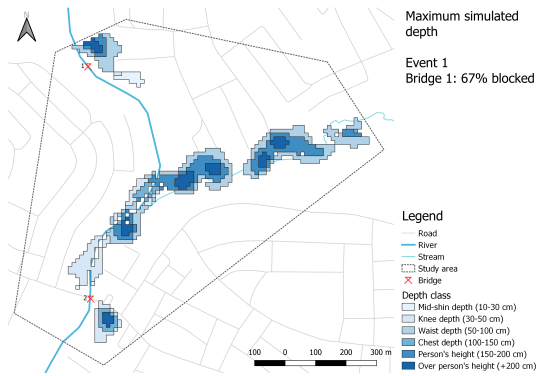 Maximum simulated
depth
Event 1
Bridge 1: 67% blocked
N
1
2
Legend
Road
River
Stream
Study area
Bridge
Depth class
Mid-shin depth (10-30 cm)
Knee depth (30-50 cm)
Waist depth (50-100 cm)
Chest depth (100-150 cm)
Person's height (150-200 cm)
Over person's height (+200 cm)
100 0 100 200 300 m